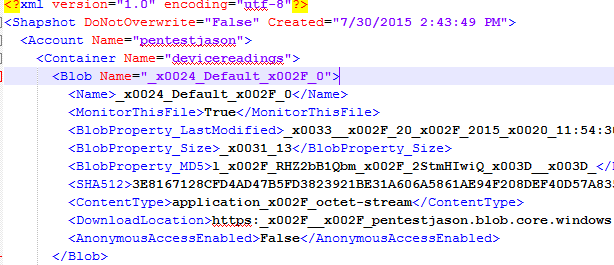 <?xml version="1.0" encoding="utf-8"?>
<Snapshot DoNotOverwrite="False" Created="7/30/2015 2:43:49 PM">
<Account Name="pentestjason">
<Container Name="devicereadings">
<Blob Name="_x0024_Default_x002F_0">
<Name>_x0024_Default_x002F_0</Name>
<MonitorThisFile>True</MonitorThisFile>
<BlobProperty_LastModified>_x0033__x002F_20_x002F_2015_x0020_11:54:30
<BlobProperty_Size>_x0031_13</BlobProperty_Size>
<BlobProperty_MD5>l_x002F_RHZ2bB1Qbm_x002F_2StmHIwiQ_x003D__x003D_</
<SHA512>3E8167128CFD4AD47B5FD3823921BE31A606A5861AE94F208DEF40D57A83
<ContentType>application_x002F_octet-stream</ContentType>
<DownloadLocation>https:_x002F__x002F_pentestjason.blob.core.windows
<AnonymousAccessEnabled>False</AnonymousAccessEnabled>
</Blob>